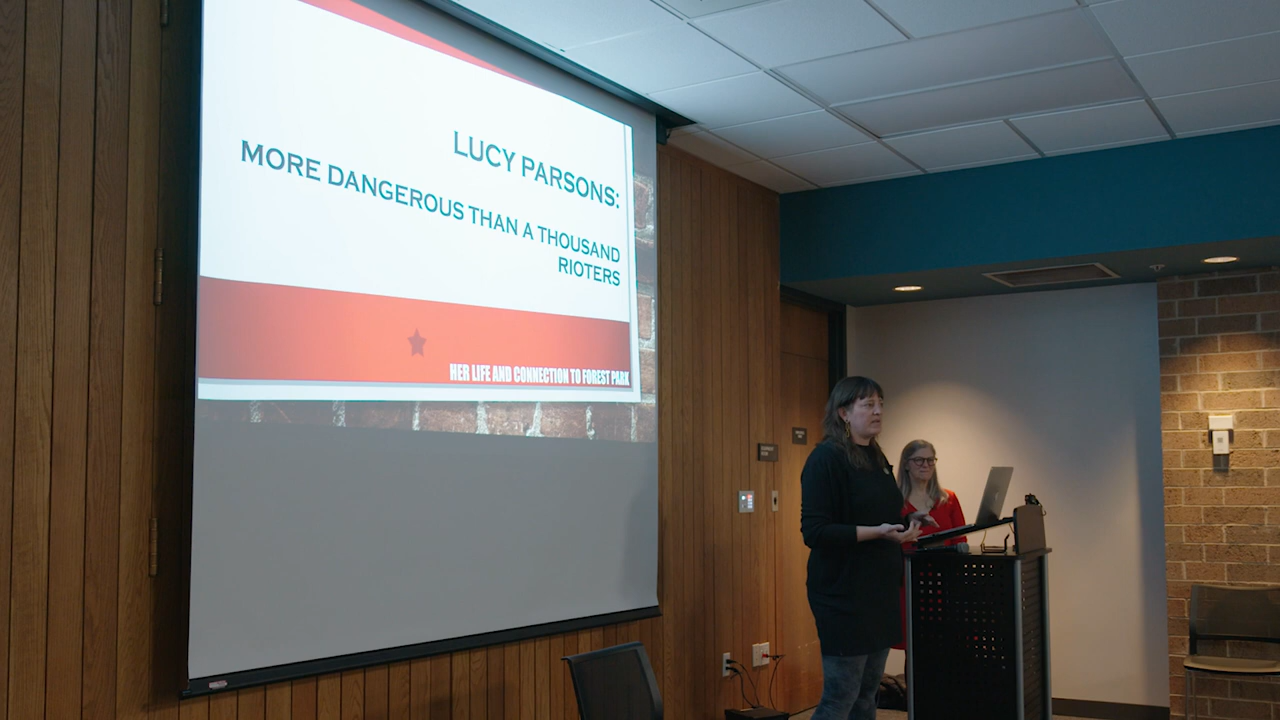 LUCY PARSONS:
MORE DANGEROUS THAN A THOUSAND
RIOTERS
HER LIFE AND CONNECTION TO FOREST PARK